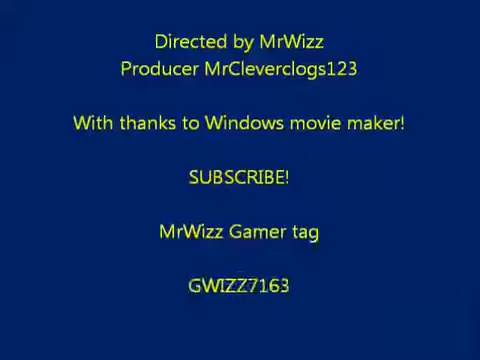 Directed by MrWizz
Producer MrCleverclogs123
With thanks to Windows movie maker!
SUBSCRIBE!
MrWizz Gamer tag
GWIZZ7163